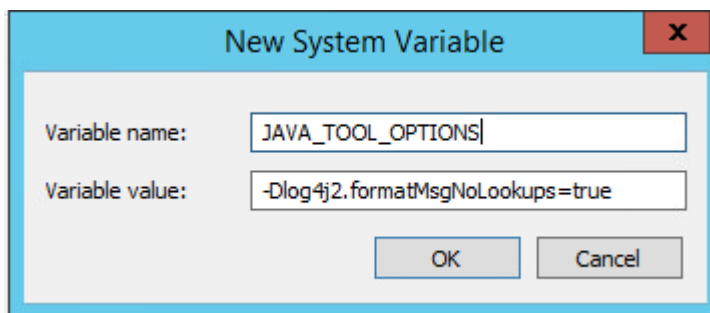 New System Variable
x
Variable name: JAVA_TOOL_OPTIONS
Variable value: -Dlog4j2.formatMsgNoLookups=true
OK Cancel